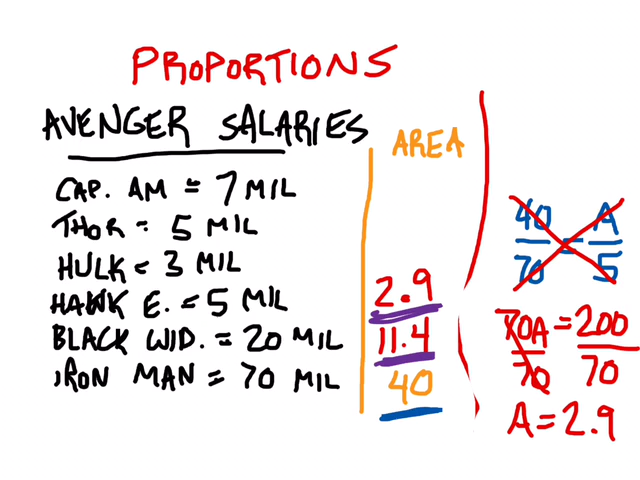 PROPORTIONS
AVENGER SALARIES
AREA
CAP. AM = 7 MIL
THOR = 5 MIL
HULK = 3 MIL
HAWK E. = 5 MIL
2.9
BLACK WID. = 20 MIL
11.4
IRON MAN = 70 MIL
40
40/70 = A/5
70A/70 = 200/70
A = 2.9